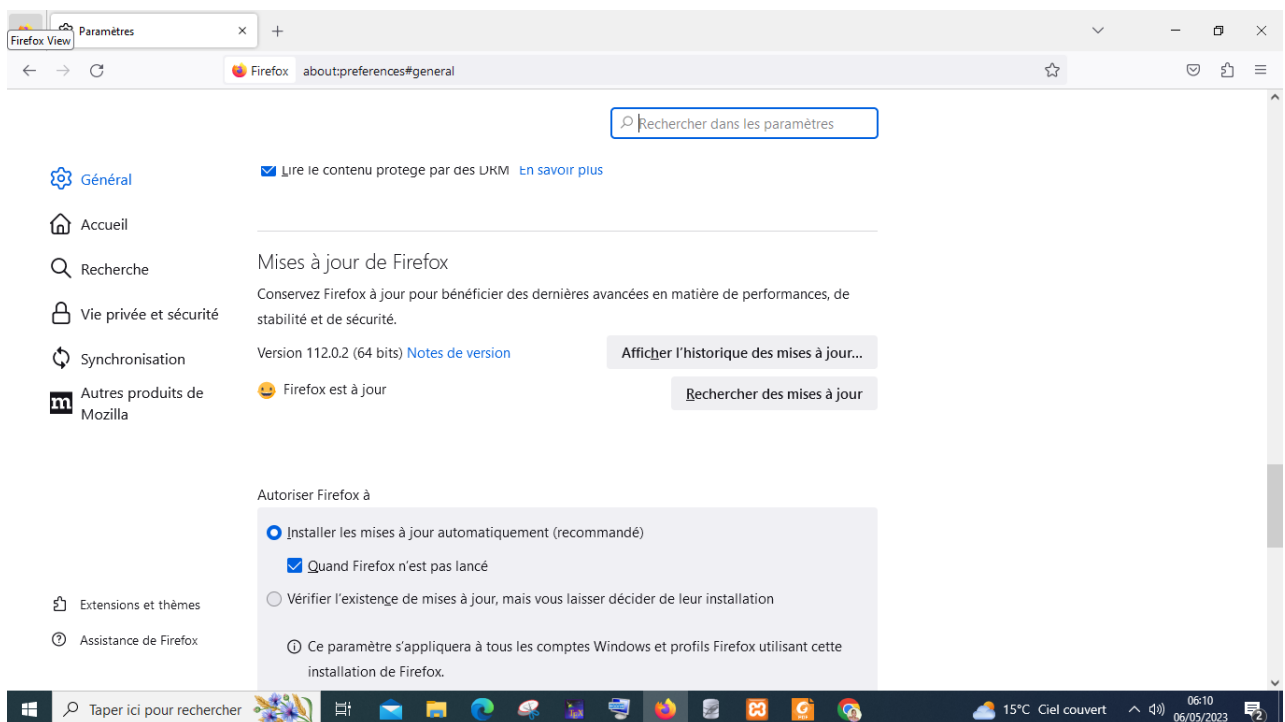 Paramètres
Firefox View
Firefox about:preferences#general
Rechercher dans les paramètres
Lire le contenu protégé par des DRM En savoir plus
Général
Accueil
Recherche
Vie privée et sécurité
Synchronisation
Autres produits de
Mozilla
Extensions et thèmes
Assistance de Firefox
Mises à jour de Firefox
Conservez Firefox à jour pour bénéficier des dernières avancées en matière de performances, de
stabilité et de sécurité.
Version 112.0.2 (64 bits) Notes de version
Afficher l'historique des mises à jour...
Firefox est à jour
Rechercher des mises à jour
Autoriser Firefox à
Installer les mises à jour automatiquement (recommandé)
Quand Firefox n'est pas lancé
Vérifier l'existence de mises à jour, mais vous laisser décider de leur installation
Ce paramètre s'appliquera à tous les comptes Windows et profils Firefox utilisant cette
installation de Firefox.
Taper ici pour rechercher
15°C Ciel couvert
06:10
06/05/2023
2